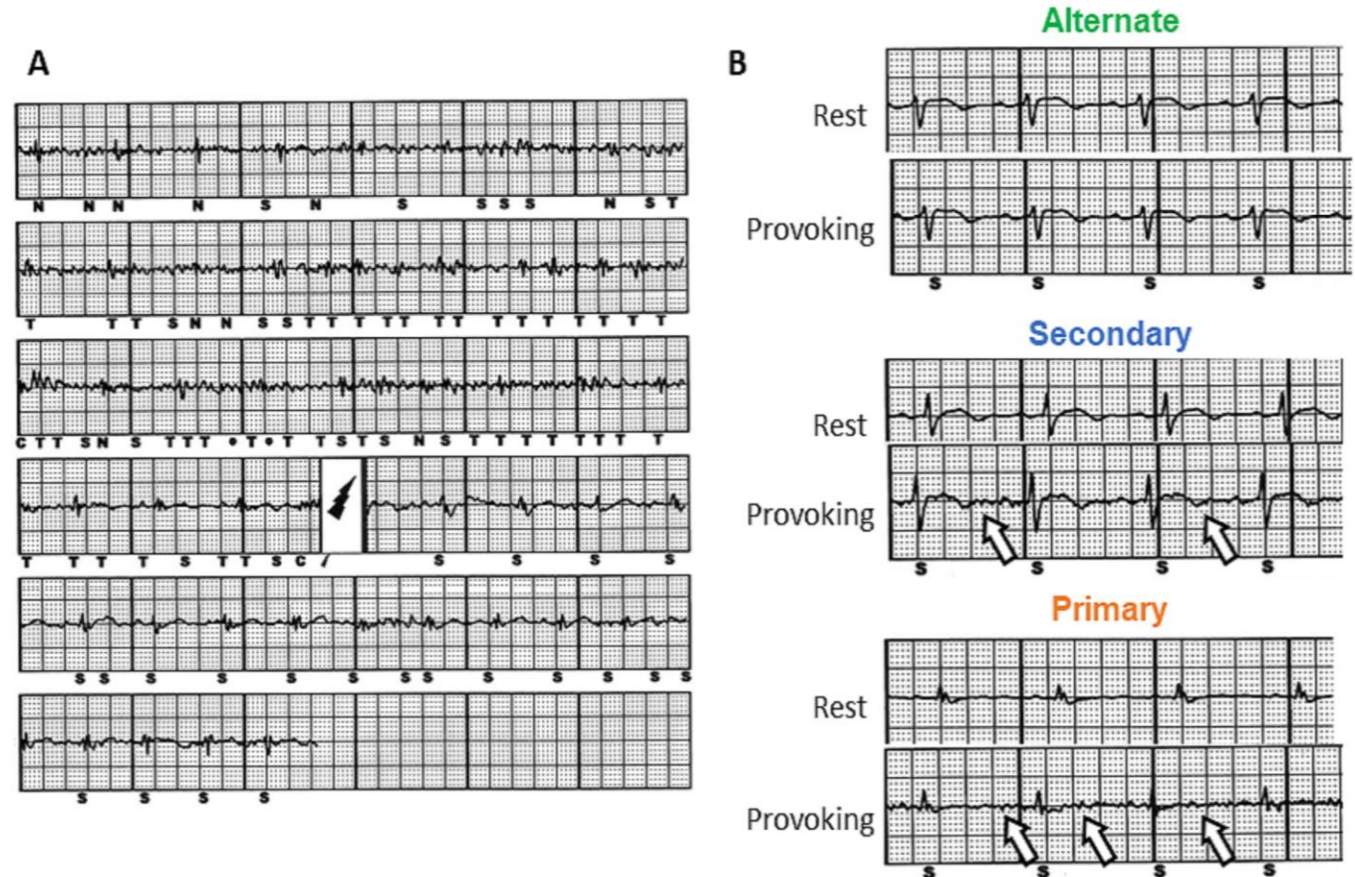 A
N N N N S N S S S S N S T
T T T S N N S S T T T T T T T T T T T T T T
C T T S N S T T T • T • T T S T S N S T T T T T T T T
T T T T S T T S C S S S S
S S S S S S S S S S S S S
S S S S
B
Alternate
Rest
Provoking
S S S S
Secondary
Rest
Provoking
S S S S
Primary
Rest
Provoking
S S S S